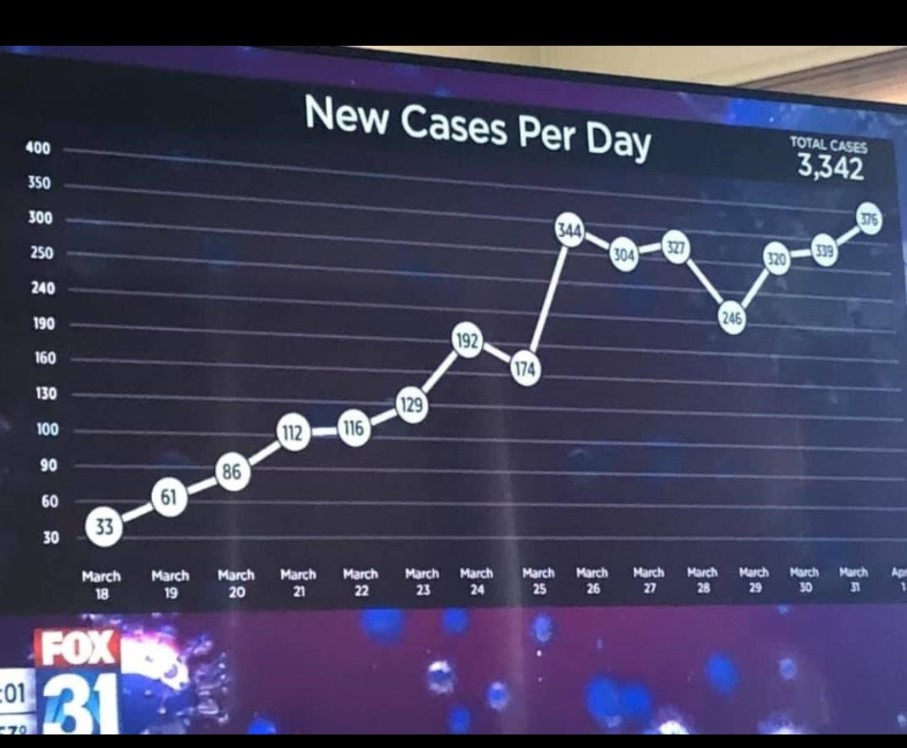 New Cases Per Day
TOTAL CASES
3,342
400
350
300
250
240
190
160
130
100
90
60
30
33
61
86
112
116
129
192
174
344
304
327
246
320
339
376
March 18
March 19
March 20
March 21
March 22
March 23
March 24
March 25
March 26
March 27
March 28
March 29
March 30
March 31
Apr
1
FOX
31
:01
57°